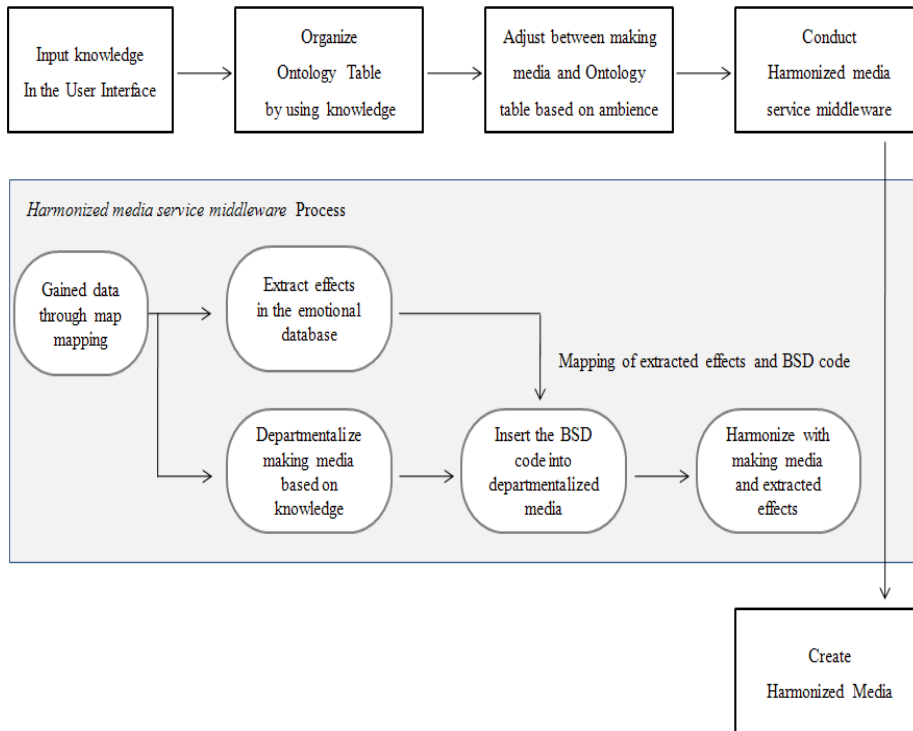 Input knowledge
In the User Interface
Organize
Ontology Table
by using knowledge
Adjust between making
media and Ontology
table based on ambience
Conduct
Harmonized media
service middleware
Harmonized media service middleware Process
Gained data
through map
mapping
Extract effects
in the emotional
database
Mapping of extracted effects and BSD code
Departmentalize
making media
based on
knowledge
Insert the BSD
code into
departmentalized
media
Harmonize with
making media
and extracted
effects
Create
Harmonized Media